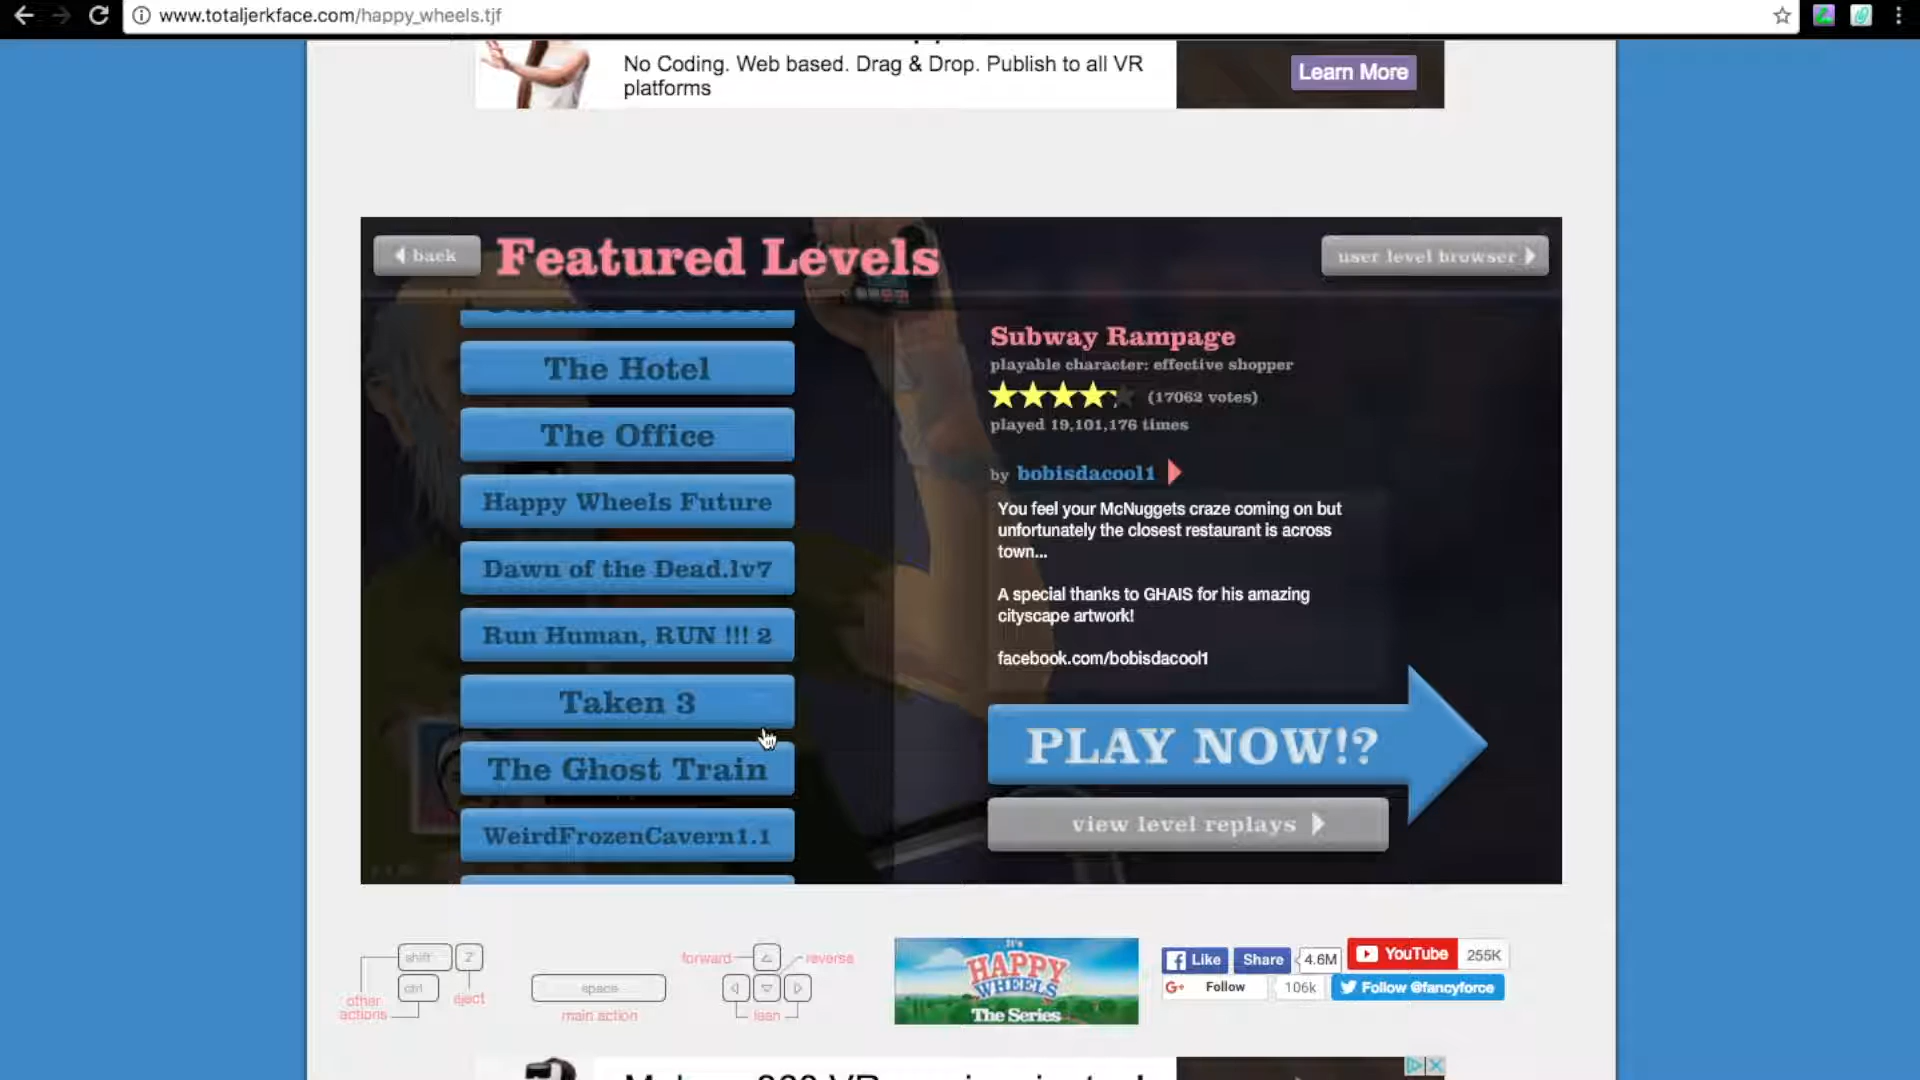 www.totaljerkface.com/happy_wheels.tjf
No Coding. Web based. Drag & Drop. Publish to all VR
platforms
Learn More
back
Featured Levels
user level browser
The Hotel
The Office
Happy Wheels Future
Dawn of the Dead.lv7
Run Human, RUN !!! 2
Taken 3
The Ghost Train
WeirdFrozenCavern1.1
Subway Rampage
playable character: effective shopper
(17062 votes)
played 19,101,176 times
by bobisdacool1
You feel your McNuggets craze coming on but
unfortunately the closest restaurant is across
town...
A special thanks to GHAIS for his amazing
cityscape artwork!
facebook.com/bobisdacool1
PLAY NOW!?
view level replays
shift
Z
ctrl
other
actions
eject
space
main action
forward
reverse
lean
It's
HAPPY
WHEELS
The Series
Like
Share
4.6M
YouTube
255K
G+ Follow
106k
Follow @fancyforce